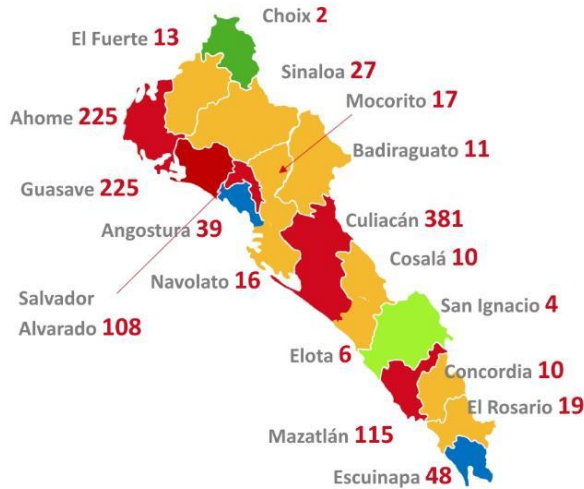 Choix 2
El Fuerte 13
Sinaloa 27
Mocorito 17
Ahome 225
Badiraguato 11
Guasave 225
Culiacán 381
Angostura 39
Cosalá 10
Navolato 16
San Ignacio 4
Salvador
Alvarado 108
Elota 6
Concordia 10
El Rosario 19
Mazatlán 115
Escuinapa 48